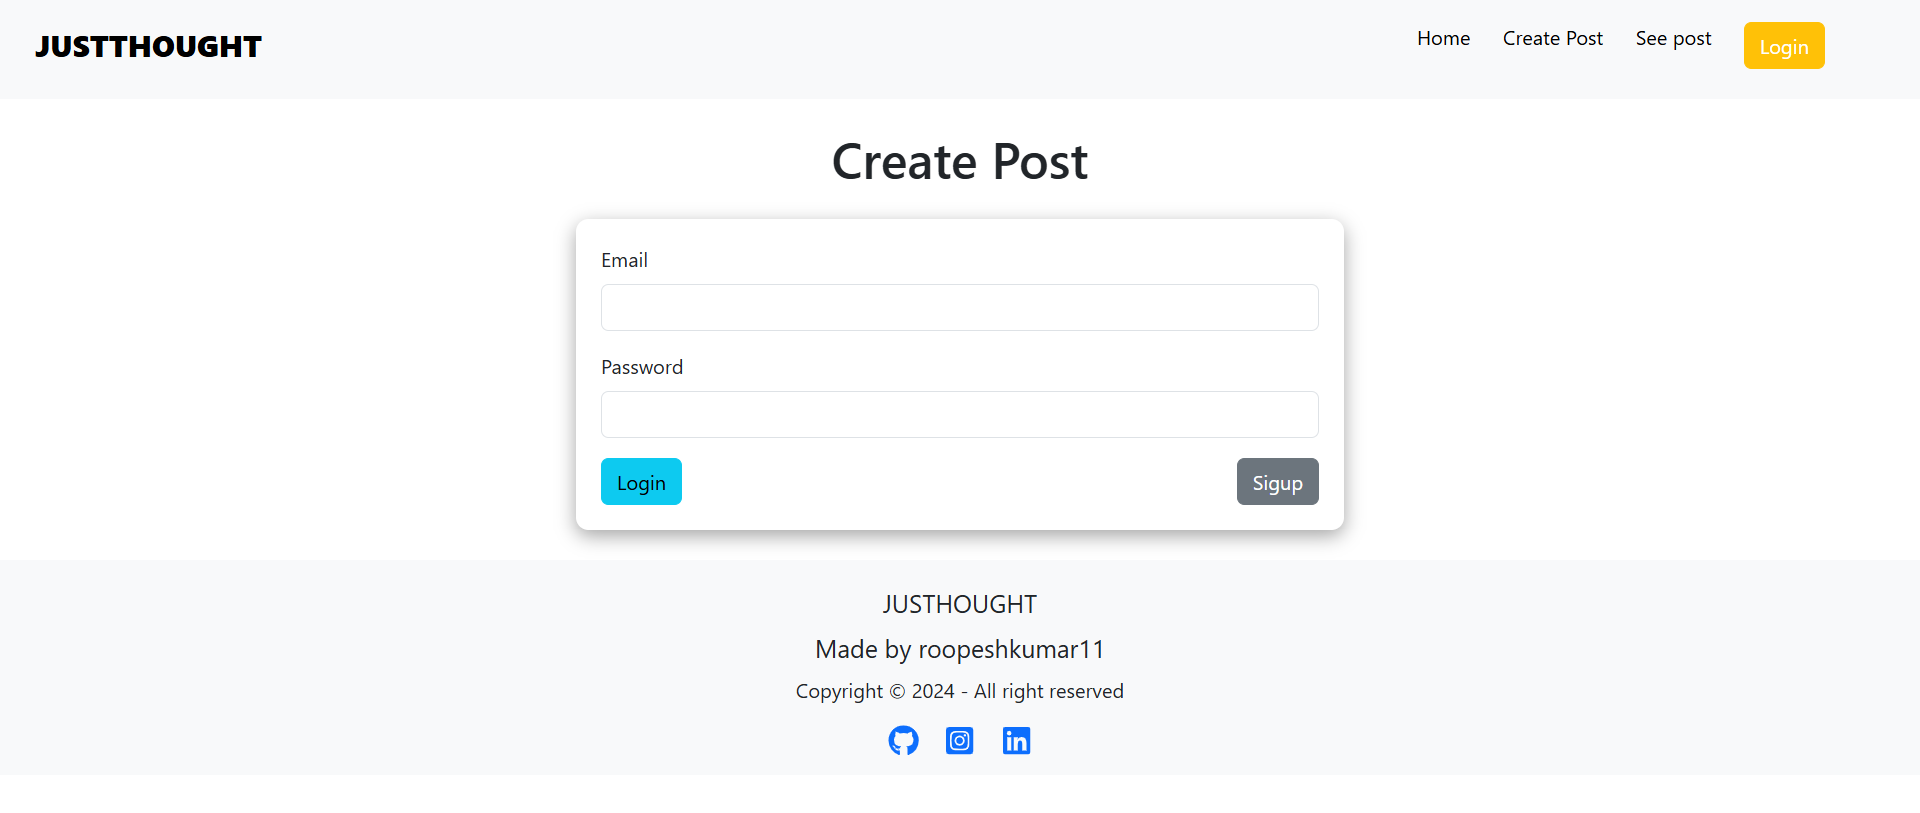 JUSTTHOUGHT
Home Create Post See post Login
Create Post
Email
Password
Login Sigup
JUSTHOUGHT
Made by roopeshkumar11
Copyright © 2024 - All right reserved
in